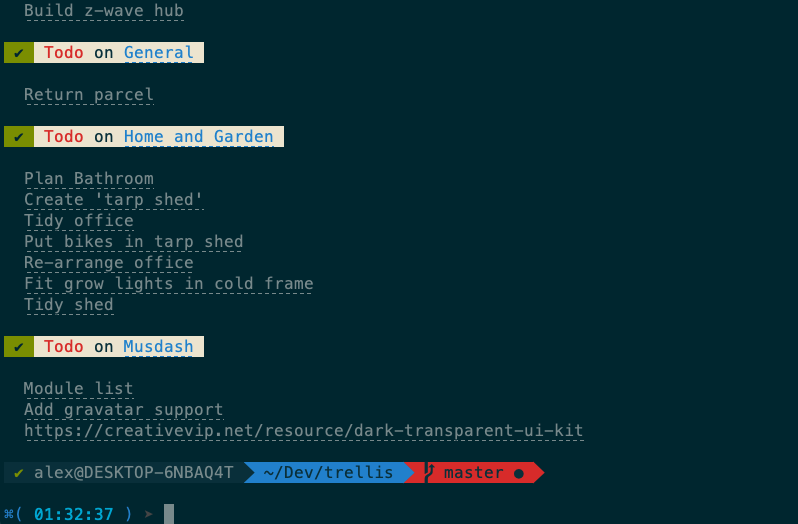 Build z-wave hub
✔ Todo on General
Return parcel
✔ Todo on Home and Garden
Plan Bathroom
Create 'tarp shed'
Tidy office
Put bikes in tarp shed
Re-arrange office
Fit grow lights in cold frame
Tidy shed
✔ Todo on Musdash
Module list
Add gravatar support
https://creativevip.net/resource/dark-transparent-ui-kit
✔ alex@DESKTOP-6NBAQ4T ~/Dev/trellis master ●
⌘( 01:32:37 ) ➤